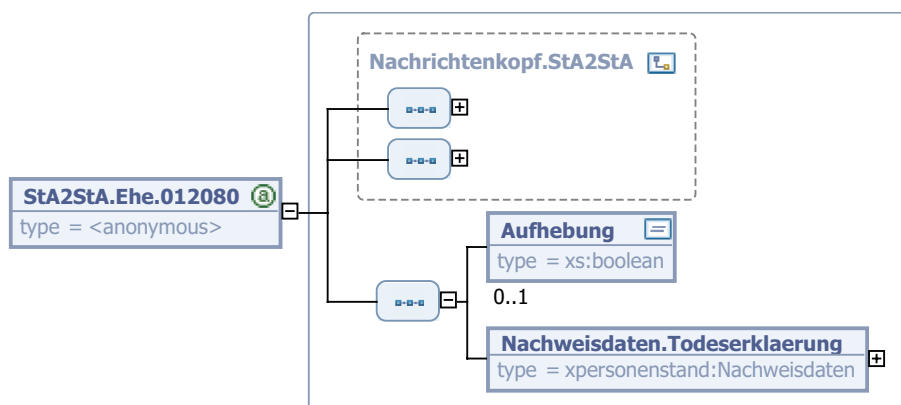 Nachrichtenkopf.StA2StA
StA2StA.Ehe.012080
type = <anonymous>
Aufhebung
type = xs:boolean
0..1
Nachweisdaten.Todeserklaerung
type = xpersonenstand:Nachweisdaten